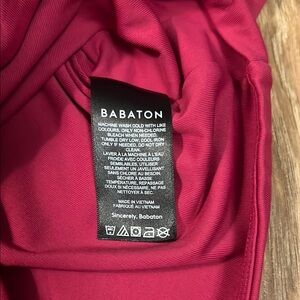 BABATON
MACHINE WASH COLD WITH LIKE
COLOURS. ONLY NON-CHLORINE
BLEACH WHEN NEEDED.
TUMBLE DRY LOW. COOL IRON
ONLY IF NEEDED. DO NOT DRY
CLEAN.
LAVER À LA MACHINE À L'EAU
FROIDE AVEC COULEURS
SEMBLABLES. UTILISER
SEULEMENT UN JAVELLISANT
SANS CHLORE AU BESOIN.
SÉCHER À BASSE
TEMPÉRATURE. REPASSAGE
DOUX SI NÉCESSAIRE. PAS NE
NETTOYER À SEC.
MADE IN VIETNAM
FABRIQUÉ AU VIETNAM
Sincerely, Babaton